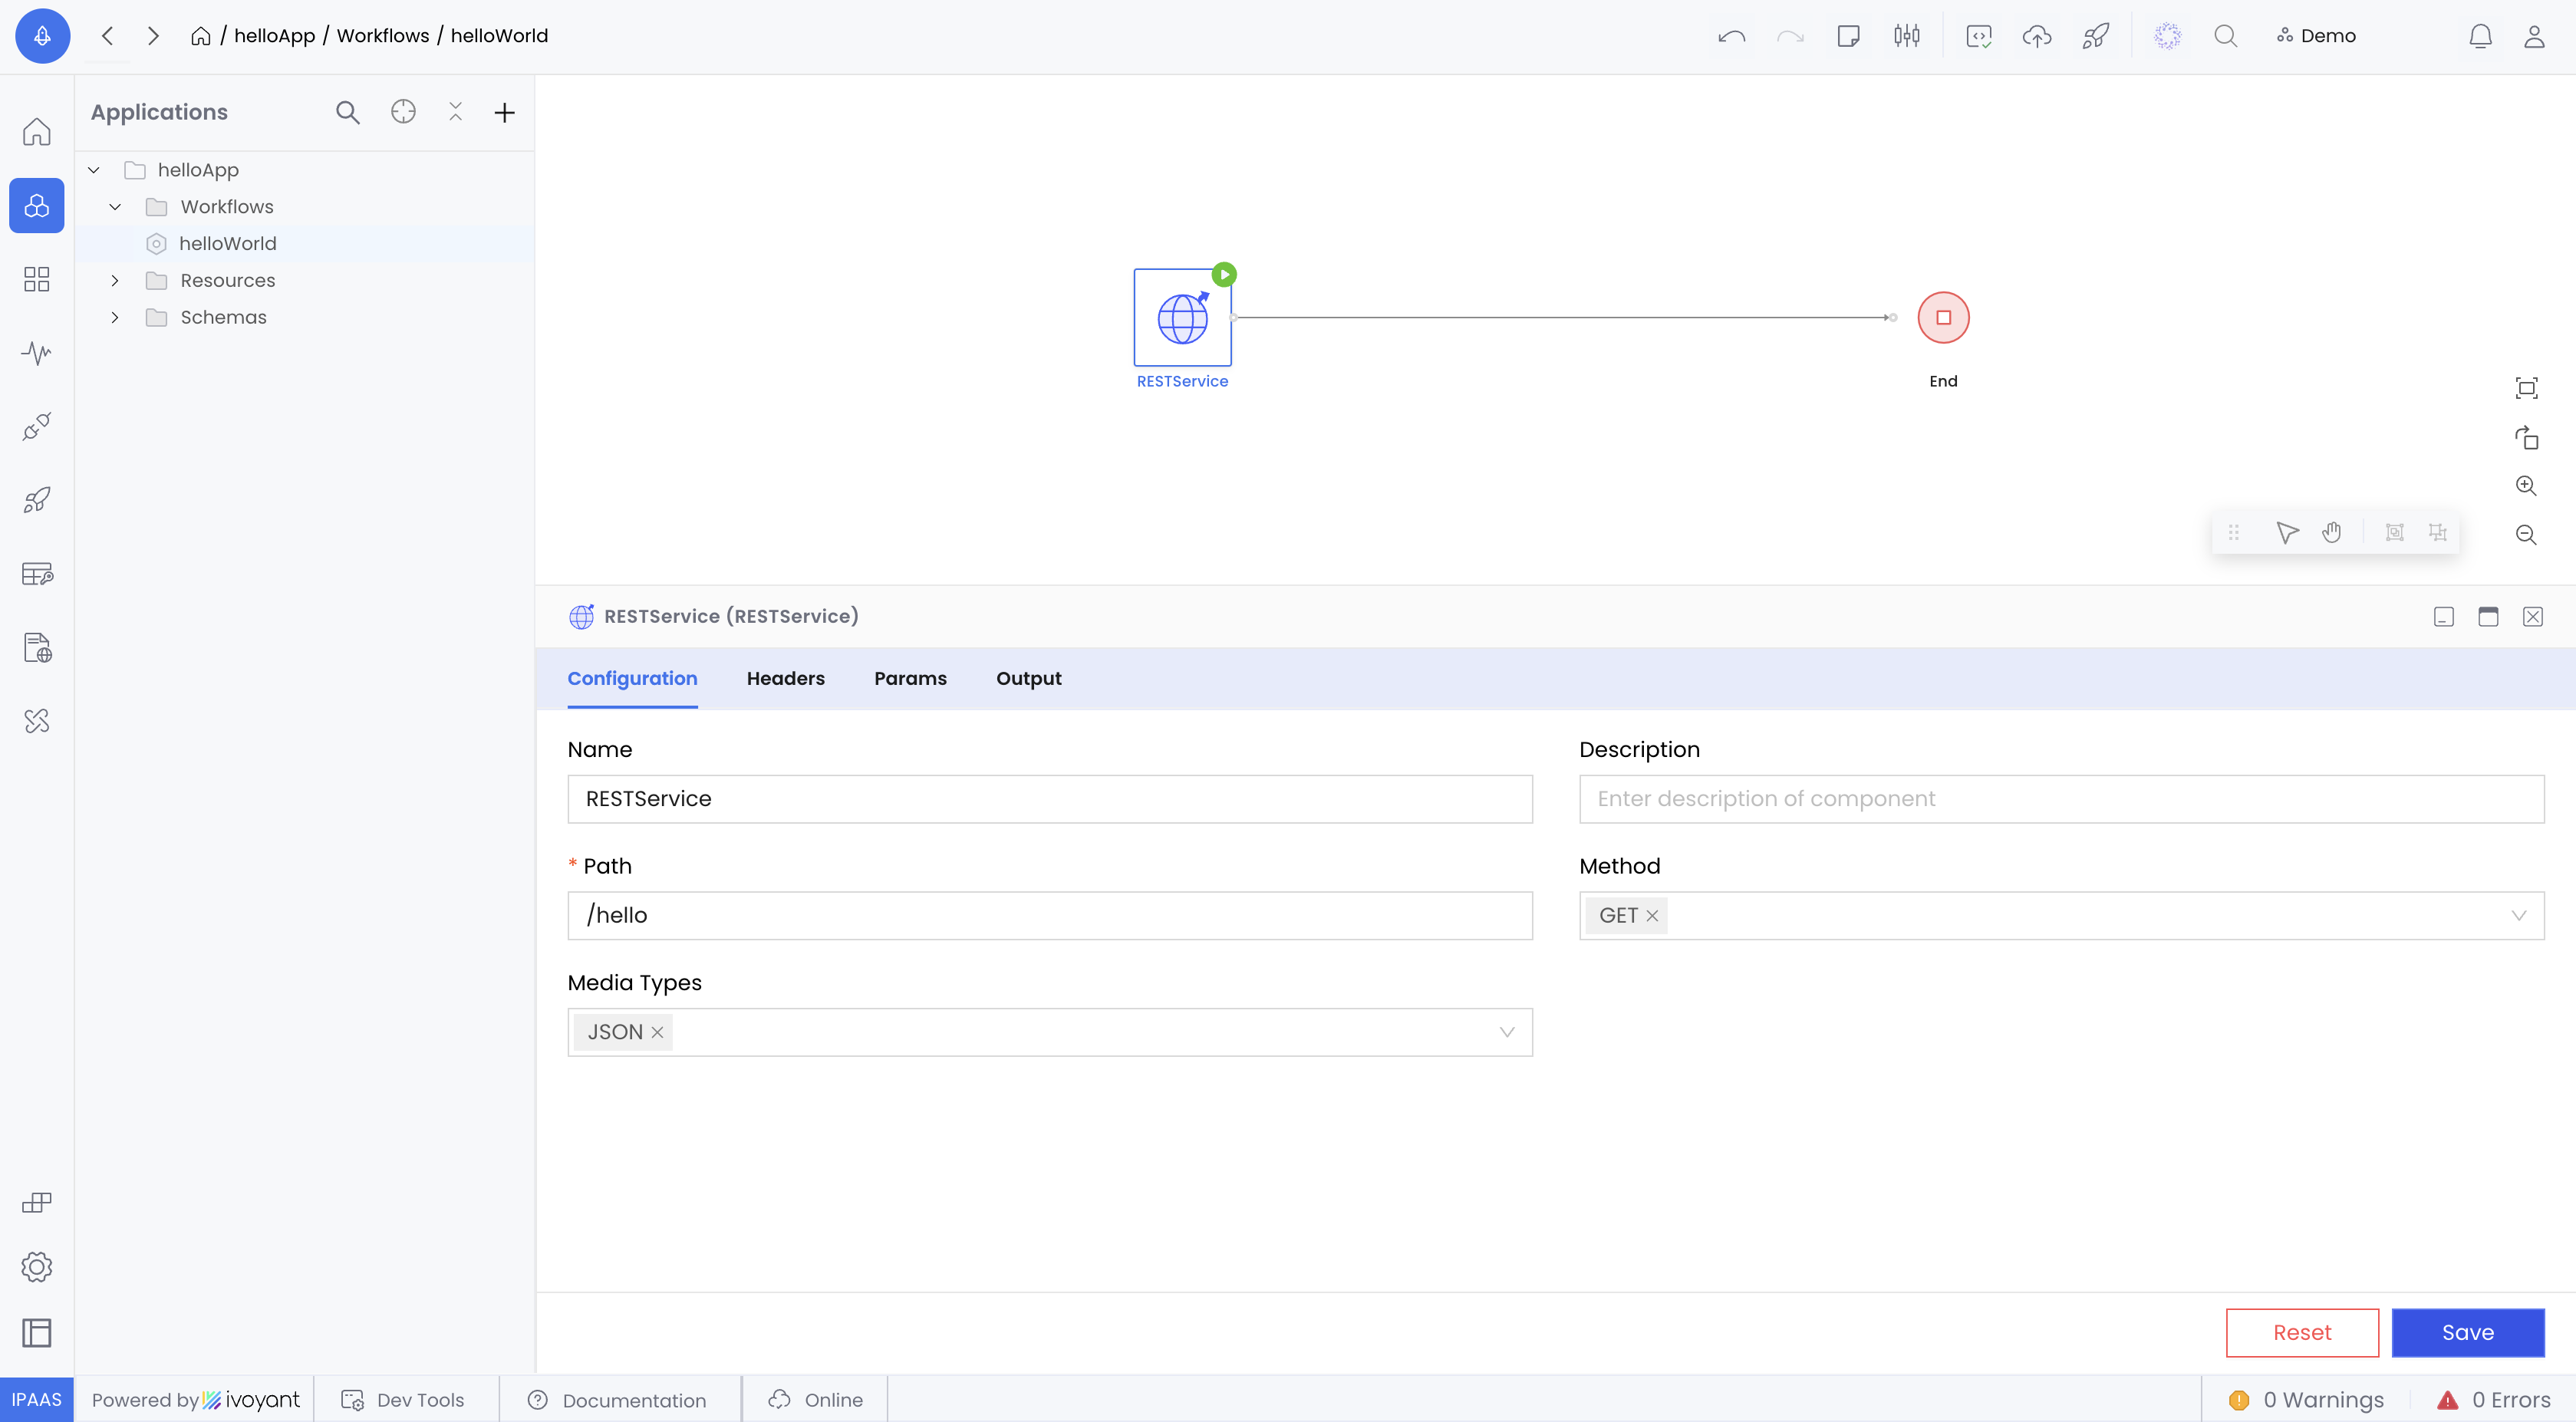 / helloApp / Workflows / helloWorld
Demo
Applications
helloApp
Workflows
helloWorld
Resources
Schemas
RESTService
End
RESTService (RESTService)
Configuration Headers Params Output
Name
Description
RESTService
Enter description of component
* Path
Method
/hello
GET
Media Types
JSON
Reset
Save
IPAAS
Powered by ivoyant
Dev Tools
Documentation
Online
0 Warnings
0 Errors